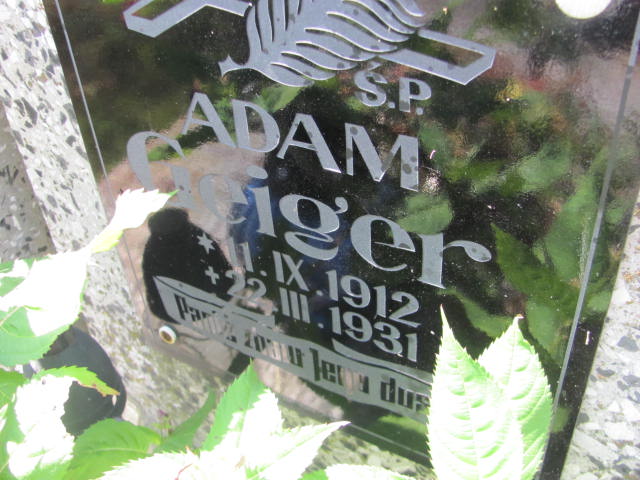 Ś.P.
ADAM
Geiger
* 11.IX 1912
+ 22.III.1931